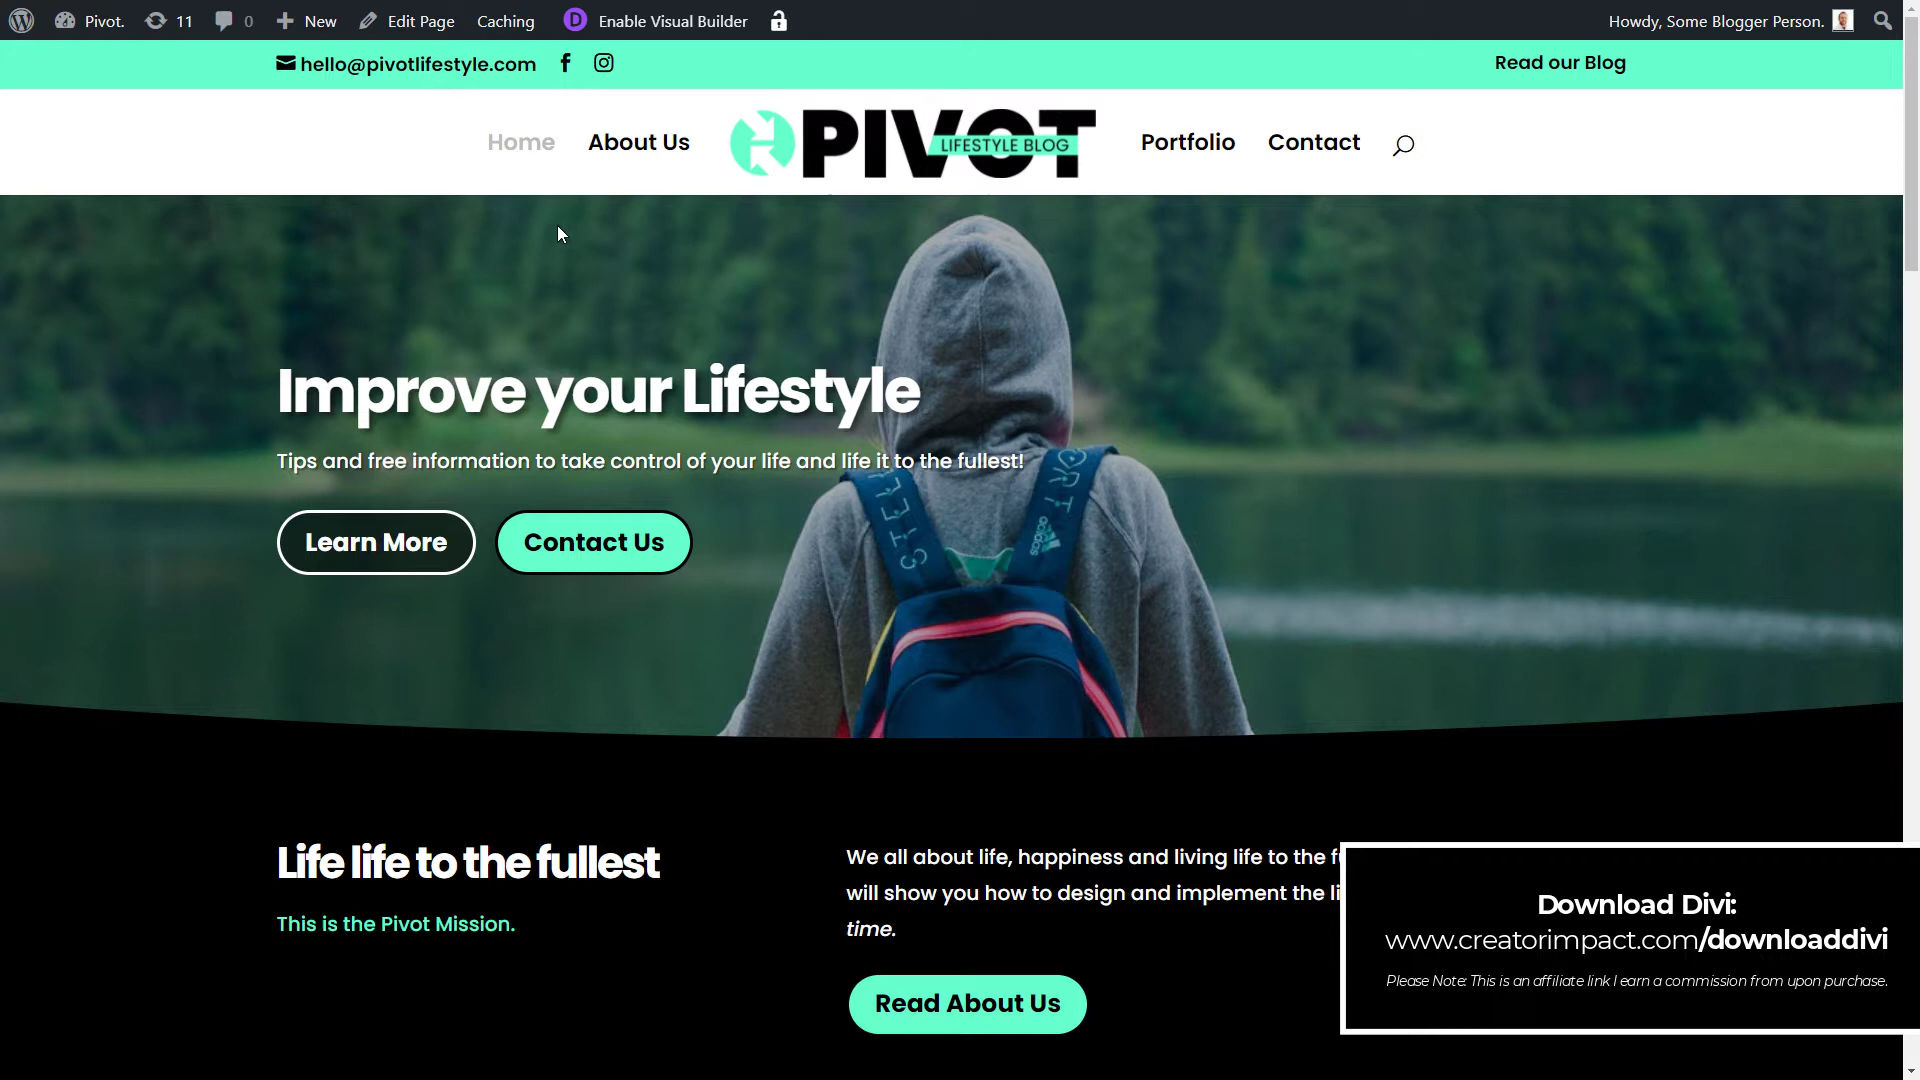 Pivot. 11 0 New Edit Page Caching D Enable Visual Builder Howdy, Some Blogger Person.
hello@pivotlifestyle.com f Read our Blog
Home About Us PIVOT LIFESTYLE BLOG Portfolio Contact
Improve your Lifestyle
Tips and free information to take control of your life and life it to the fullest!
Learn More Contact Us
adidas
Life life to the fullest
This is the Pivot Mission.
We all about life, happiness and living life to the
will show you how to design and implement the
time.
Read About Us
Download Divi:
www.creatorimpact.com/downloaddivi
Please Note: This is an affiliate link I earn a commission from upon purchase.